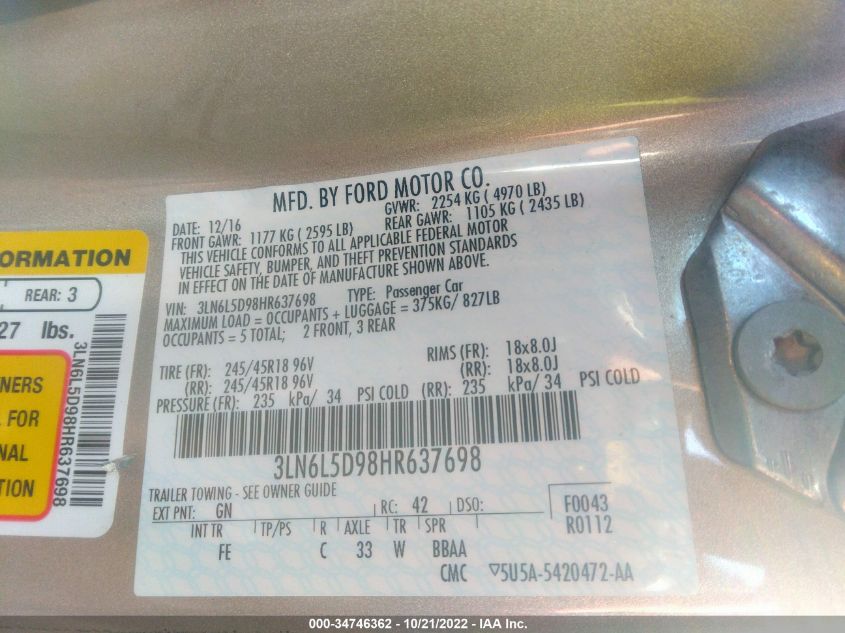 ORMATION
REAR: 3
27 lbs.
3LN6L5D98HR637698
NERS
FOR
NAL
TION
MFD. BY FORD MOTOR CO.
DATE: 12/16 GVWR: 2254 KG ( 4970 LB)
FRONT GAWR: 1177 KG ( 2595 LB) REAR GAWR: 1105 KG ( 2435 LB)
THIS VEHICLE CONFORMS TO ALL APPLICABLE FEDERAL MOTOR
VEHICLE SAFETY, BUMPER, AND THEFT PREVENTION STANDARDS
IN EFFECT ON THE DATE OF MANUFACTURE SHOWN ABOVE.
VIN: 3LN6L5D98HR637698 TYPE: Passenger Car
MAXIMUM LOAD = OCCUPANTS + LUGGAGE = 375KG/ 827LB
OCCUPANTS = 5 TOTAL; 2 FRONT, 3 REAR
TIRE (FR): 245/45R18 96V RIMS (FR): 18x8.0J
(RR): 245/45R18 96V (RR): 18x8.0J
PRESSURE (FR): 235 kPa/ 34 PSI COLD (RR): 235 kPa/ 34 PSI COLD
3LN6L5D98HR637698
TRAILER TOWING - SEE OWNER GUIDE
EXT PNT: GN RC: 42 DSO: F0043
INT TR TP/PS R AXLE TR SPR R0112
FE C 33 W BBAA
CMC ▽5U5A-5420472-AA
000-34746362 - 10/21/2022 - IAA Inc.